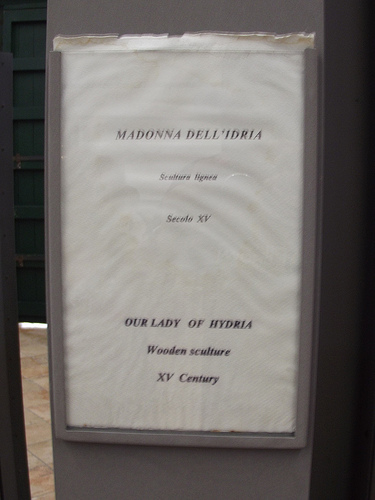 MADONNA DELL'IDRIA
Scultura lignea
Secolo XV
OUR LADY OF HYDRIA
Wooden sculture
XV Century